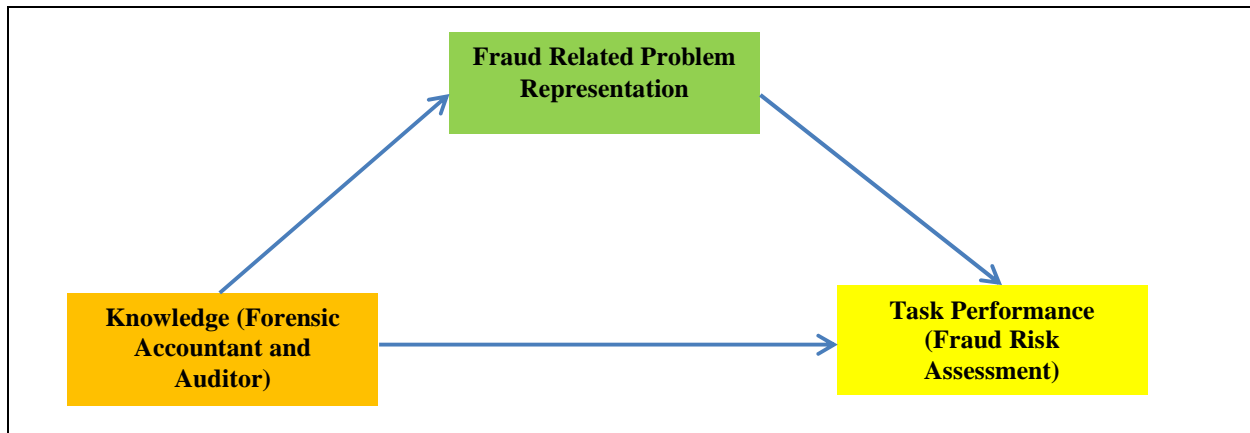 Fraud Related Problem
Representation
Knowledge (Forensic
Accountant and
Auditor)
Task Performance
(Fraud Risk
Assessment)